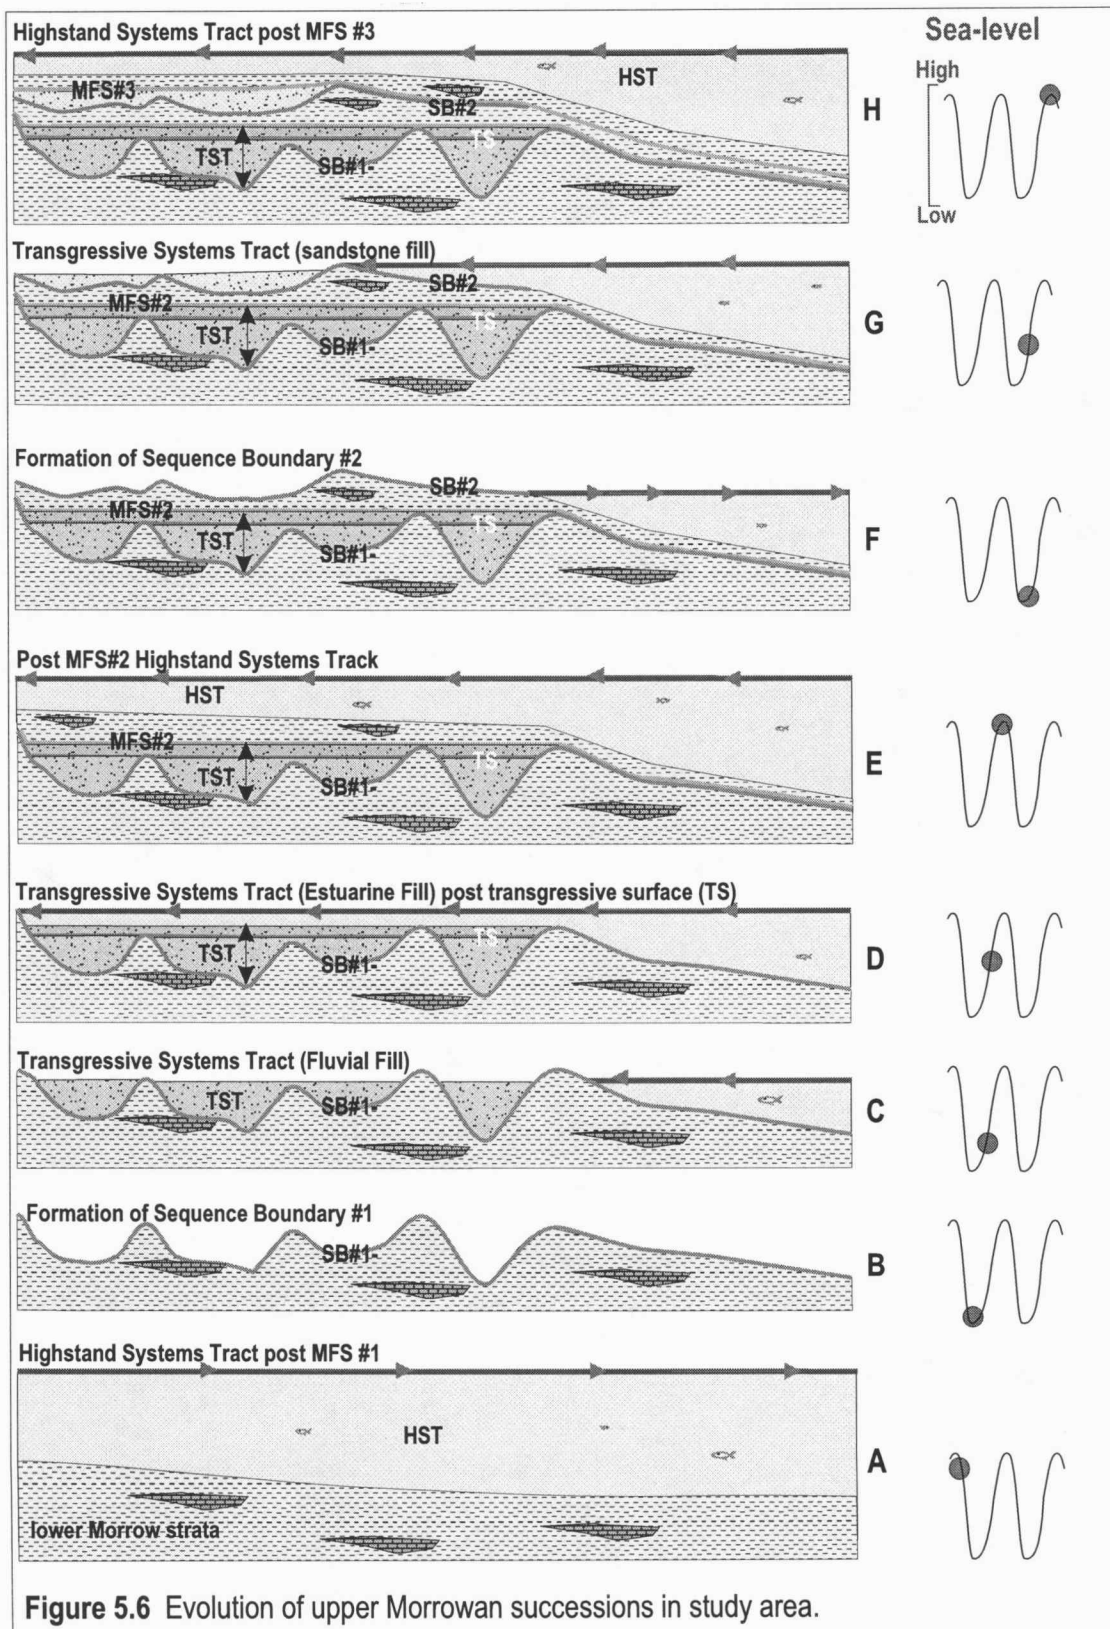 Highstand Systems Tract post MFS #3
Sea-level
High
Low
HST
MFS#3
SB#2
H
TS
TST
SB#1-
Transgressive Systems Tract (sandstone fill)
SB#2
MFS#2
TS
G
TST
SB#1-
Formation of Sequence Boundary #2
SB#2
MFS#2
TS
F
TST
SB#1-
Post MFS#2 Highstand Systems Track
HST
MFS#2
TS
E
TST
SB#1-
Transgressive Systems Tract (Estuarine Fill) post transgressive surface (TS)
TS
TST
D
SB#1-
Transgressive Systems Tract (Fluvial Fill)
TST
SB#1-
C
Formation of Sequence Boundary #1
SB#1-
B
Highstand Systems Tract post MFS #1
HST
A
lower Morrow strata
Figure 5.6 Evolution of upper Morrowan successions in study area.